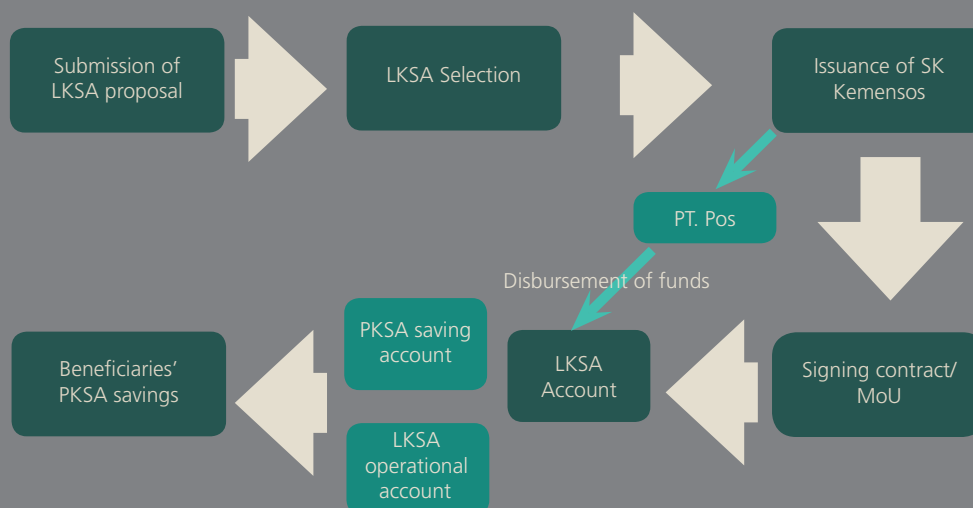 Submission of
LKSA proposal
LKSA Selection
Issuance of SK
Kemensos
PT. Pos
Disbursement of funds
Beneficiaries'
PKSA savings
PKSA saving
account
LKSA
operational
account
LKSA
Account
Signing contract/
MoU